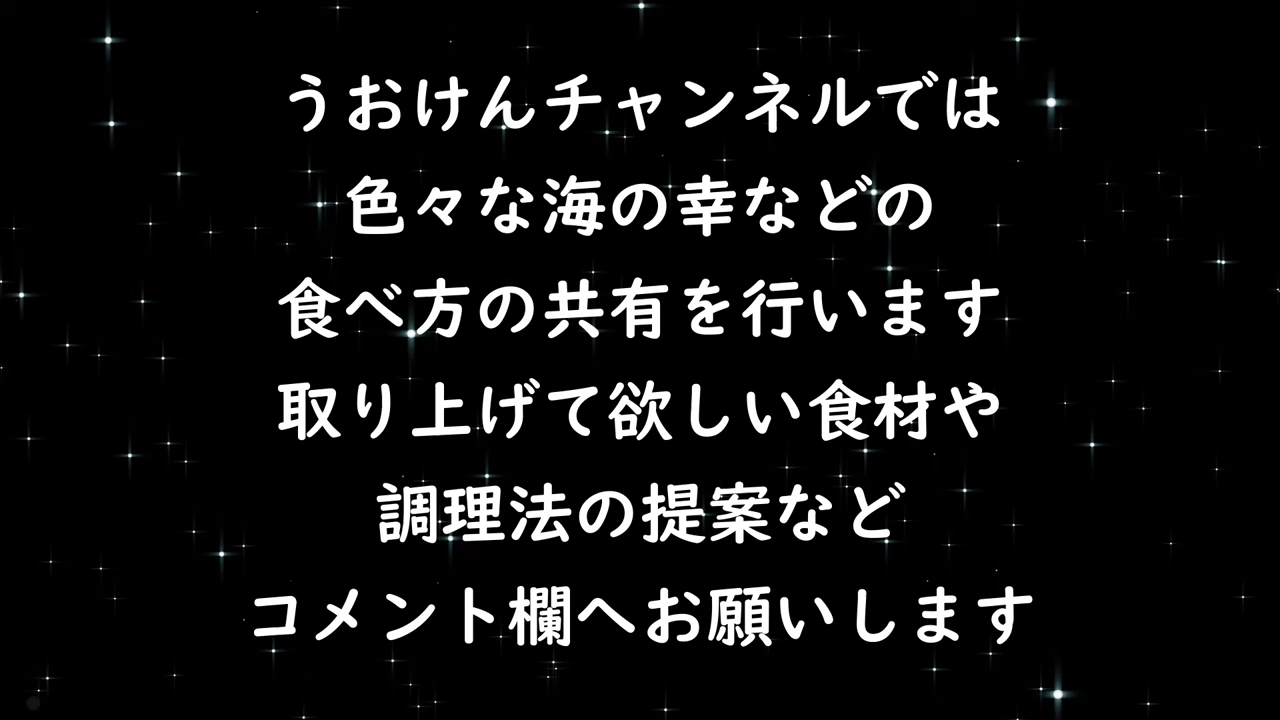 うおけんチャンネルでは
色々な海の幸などの
食べ方の共有を行います
取り上げて欲しい食材や
調理法の提案など
コメント欄へお願いします